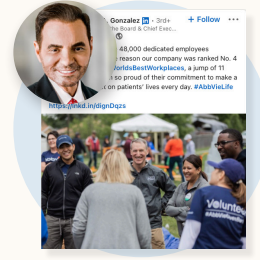 . Gonzalez in • 3rd+
+ Follow
the Board & Chief Exec...
48,000 dedicated employees
reason our company was ranked No. 4
WorldsBestWorkplaces, a jump of 11
so proud of their commitment to make a
on patients' lives every day. #AbbVieLife
https://lnkd.in/dignDqzs
Volunteer